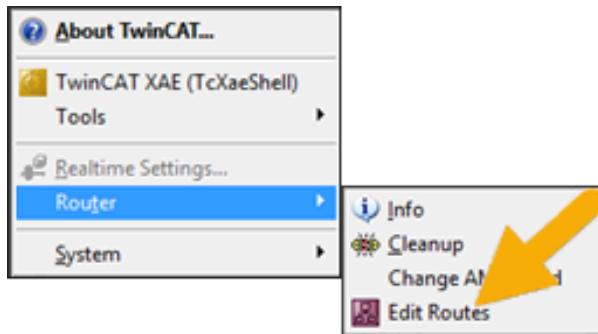 About TwinCAT...
TwinCAT XAE (TcXaeShell)
Tools
Realtime Settings...
Router
System
Info
Cleanup
Change
Edit Routes